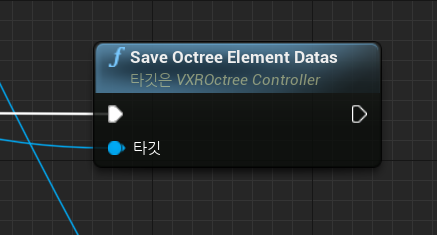 f Save Octree Element Datas
타깃은 VXROctree Controller
타깃